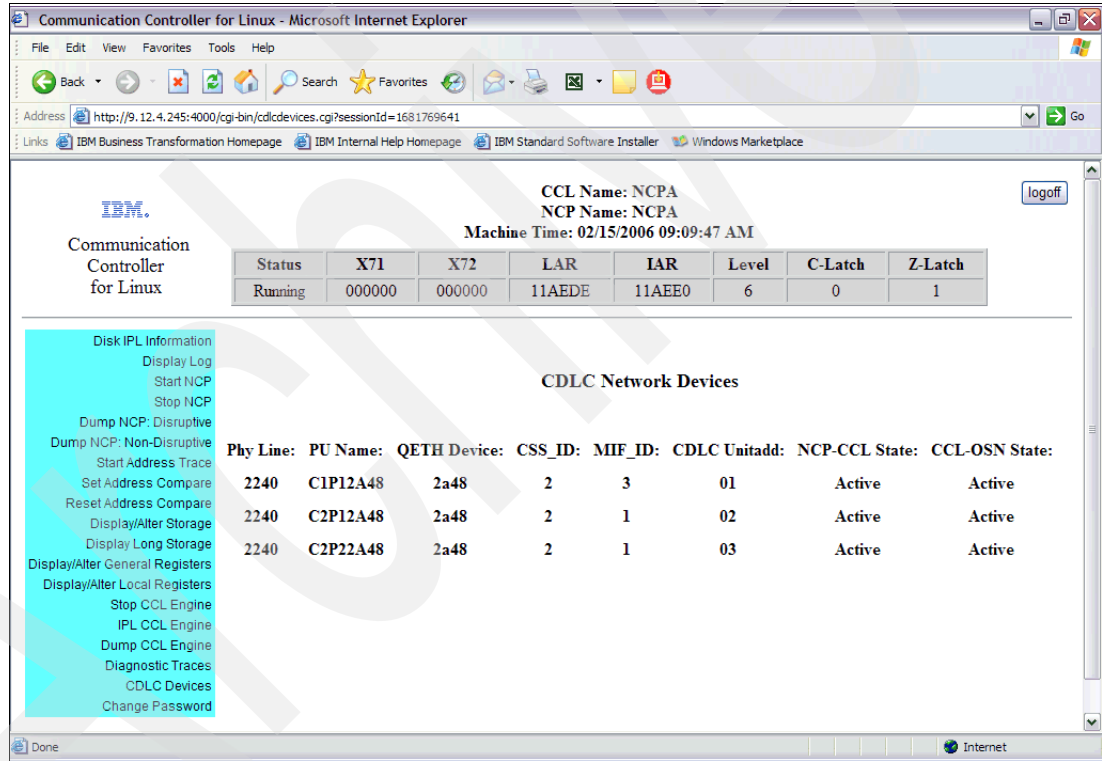 Communication Controller for Linux - Microsoft Internet Explorer
File Edit View Favorites Tools Help
Back Search Favorites
Address http://9.12.4.245:4000/cgi-bin/cdlcdevices.cgi?sessionId=1681769641 Go
Links IBM Business Transformation Homepage IBM Internal Help Homepage IBM Standard Software Installer Windows Marketplace
IBM.
Communication
Controller
for Linux
CCL Name: NCPA
NCP Name: NCPA
Machine Time: 02/15/2006 09:09:47 AM
logoff
Status X71 X72 LAR IAR Level C-Latch Z-Latch
Running 000000 000000 11AEDE 11AEE0 6 0 1
Disk IPL Information
Display Log
Start NCP
Stop NCP
Dump NCP: Disruptive
Dump NCP: Non-Disruptive
Start Address Trace
Set Address Compare
Reset Address Compare
Display/Alter Storage
Display Long Storage
Display/Alter General Registers
Display/Alter Local Registers
Stop CCL Engine
IPL CCL Engine
Dump CCL Engine
Diagnostic Traces
CDLC Devices
Change Password
CDLC Network Devices
Phy Line: PU Name: QETH Device: CSS_ID: MIF_ID: CDLC Unitadd: NCP-CCL State: CCL-OSN State:
2240 C1P12A48 2a48 2 3 01 Active Active
2240 C2P12A48 2a48 2 1 02 Active Active
2240 C2P22A48 2a48 2 1 03 Active Active
Done Internet